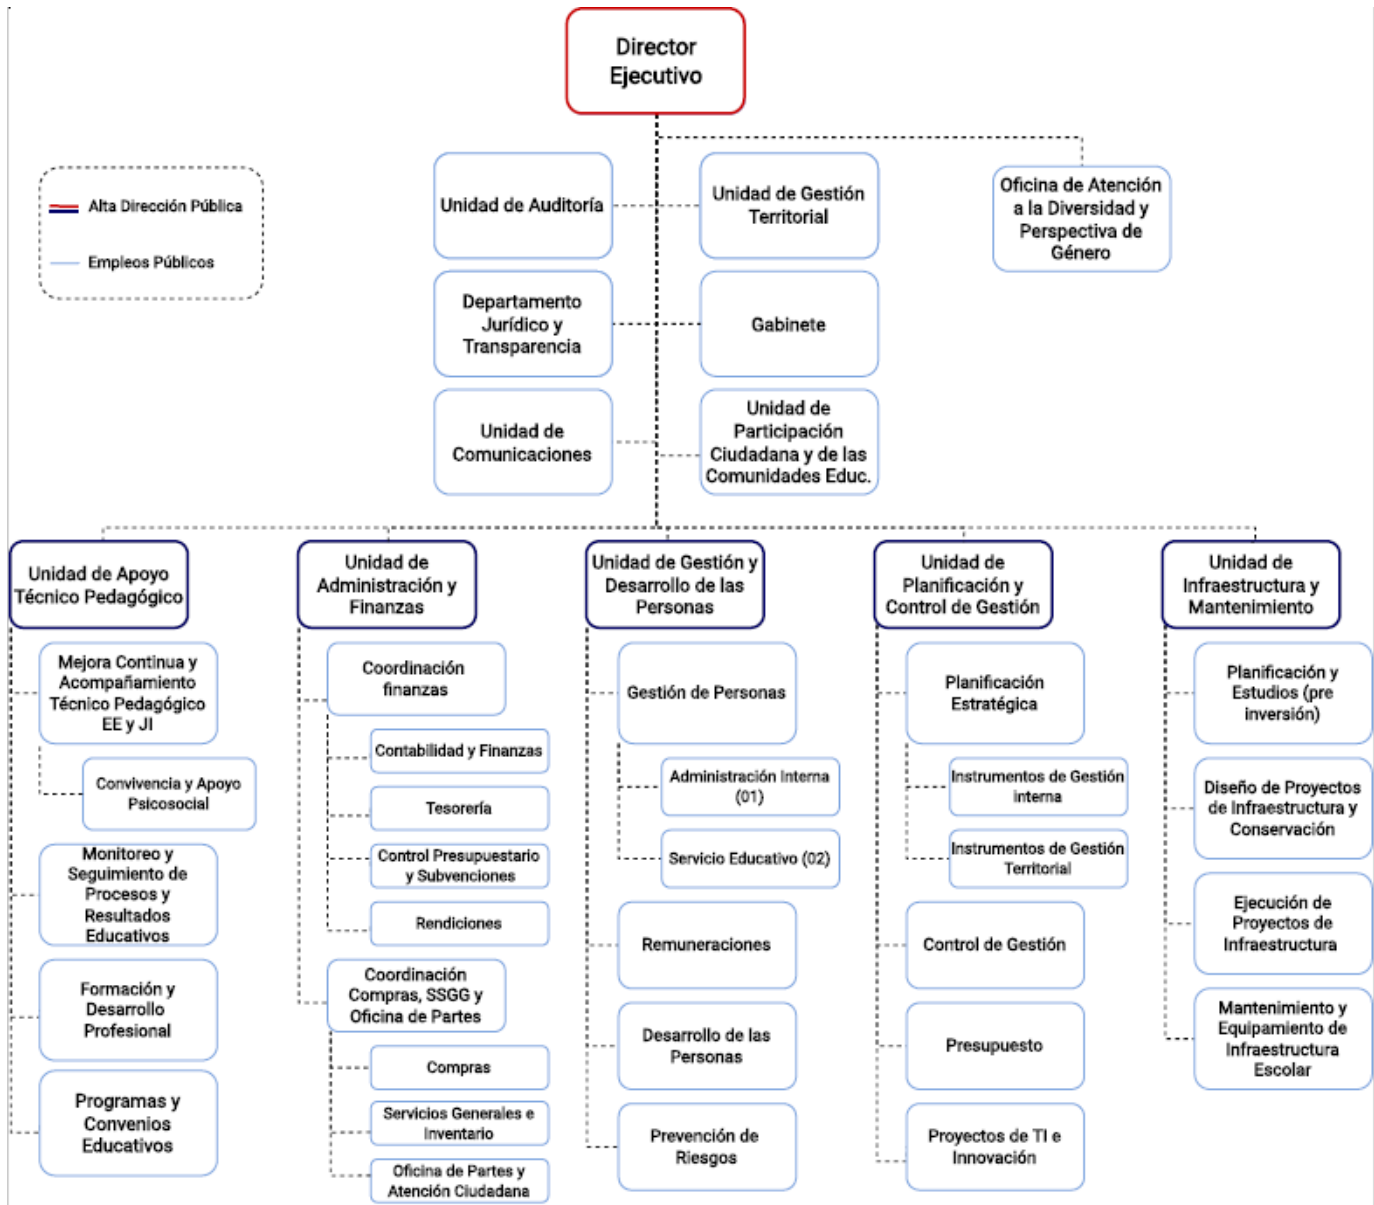 Director
Ejecutivo
Alta Dirección Pública
Empleos Públicos
Unidad de Auditoría
Unidad de Gestión
Territorial
Oficina de Atención
a la Diversidad y
Perspectiva de
Género
Departamento
Jurídico y
Transparencia
Gabinete
Unidad de
Comunicaciones
Unidad de
Participación
Ciudadana y de las
Comunidades Educ.
Unidad de Apoyo
Técnico Pedagógico
Mejora Continua y
Acompañamiento
Técnico Pedagógico
EE y JI
Convivencia y Apoyo
Psicosocial
Monitoreo y
Seguimiento de
Procesos y
Resultados
Educativos
Formación y
Desarrollo
Profesional
Programas y
Convenios
Educativos
Unidad de
Administración y
Finanzas
Coordinación
finanzas
Contabilidad y Finanzas
Tesorería
Control Presupuestario
y Subvenciones
Rendiciones
Coordinación
Compras, SSGG y
Oficina de Partes
Compras
Servicios Generales e
Inventario
Oficina de Partes y
Atención Ciudadana
Unidad de Gestión y
Desarrollo de las
Personas
Gestión de Personas
Administración Interna
(01)
Servicio Educativo (02)
Remuneraciones
Desarrollo de las
Personas
Prevención de
Riesgos
Unidad de
Planificación y
Control de Gestión
Planificación
Estratégica
Instrumentos de Gestión
interna
Instrumentos de Gestión
Territorial
Control de Gestión
Presupuesto
Proyectos de TI e
Innovación
Unidad de
Infraestructura y
Mantenimiento
Planificación y
Estudios (pre
inversión)
Diseño de Proyectos
de Infraestructura y
Conservación
Ejecución de
Proyectos de
Infraestructura
Mantenimiento y
Equipamiento de
Infraestructura
Escolar